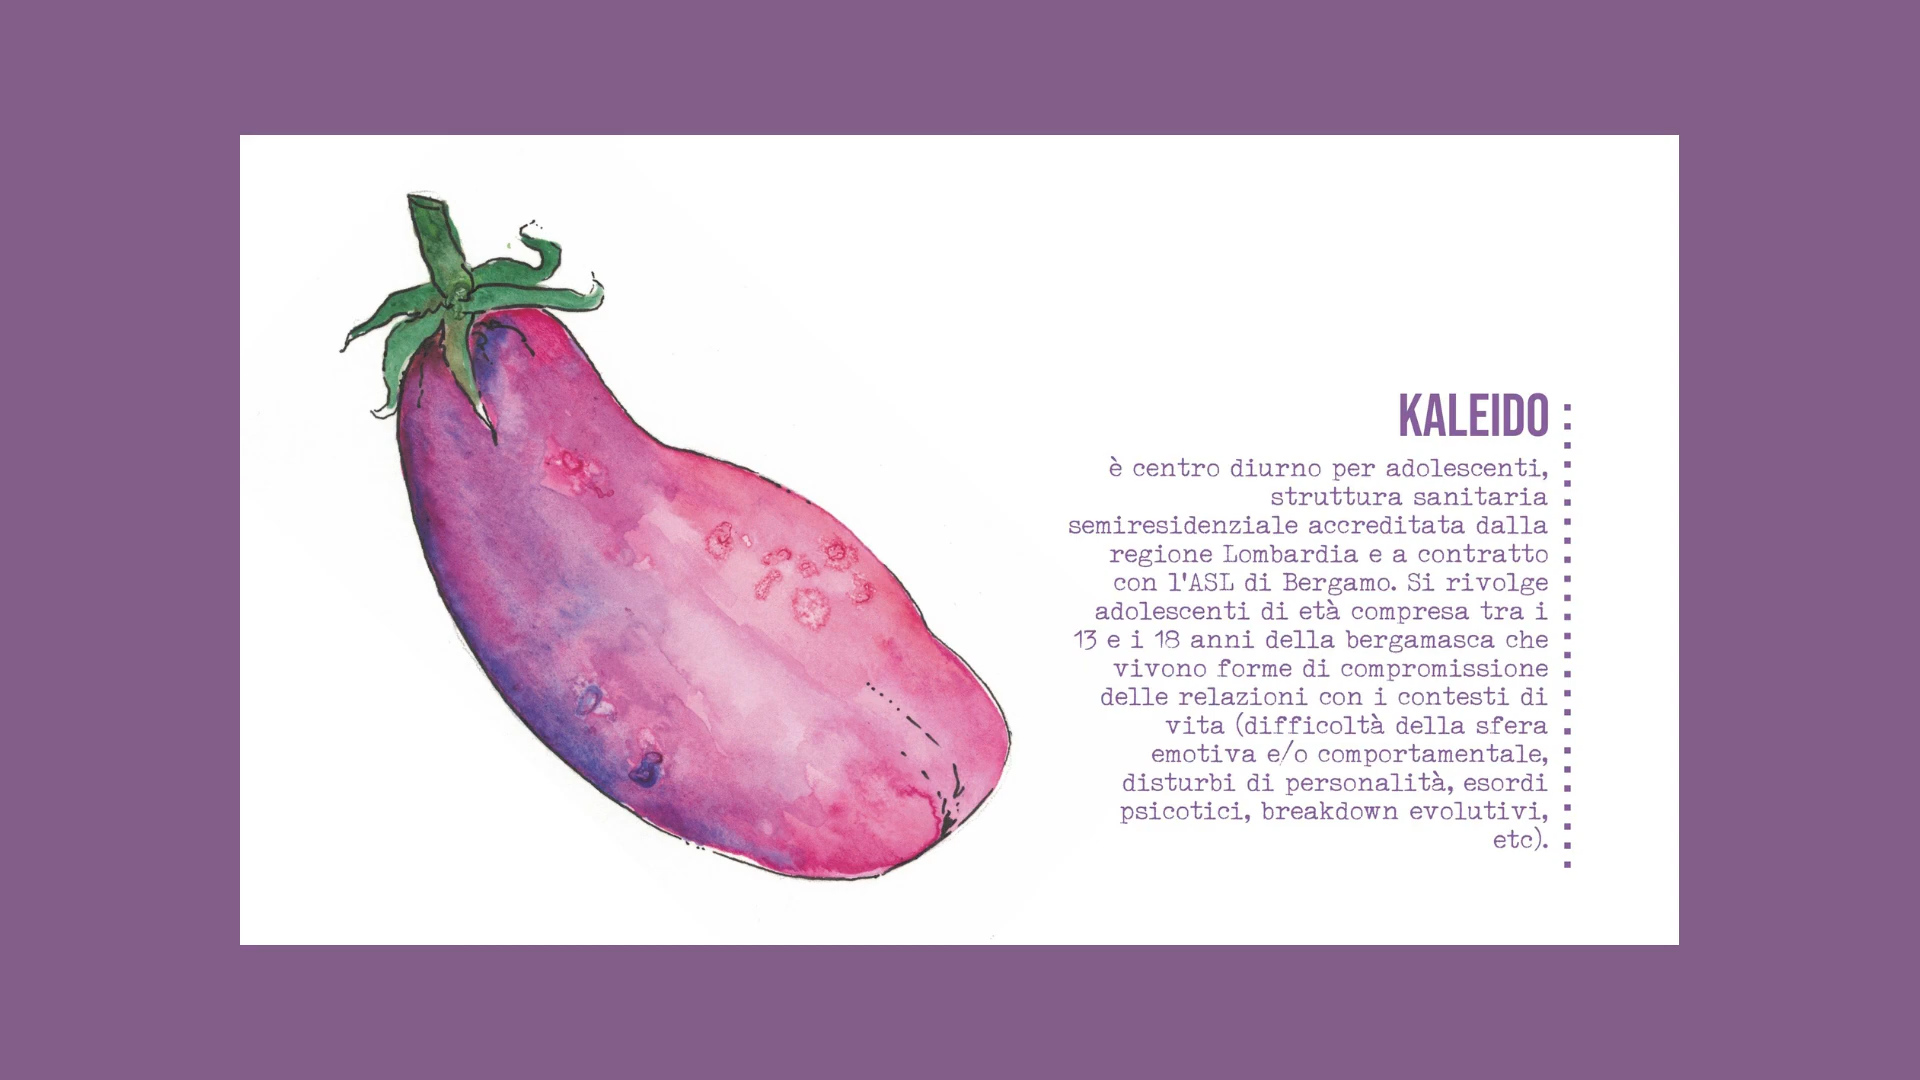 KALEIDO
è centro diurno per adolescenti,
struttura sanitaria
semiresidenziale accreditata dalla
regione Lombardia e a contratto
con l'ASL di Bergamo. Si rivolge
adolescenti di età compresa tra i
13 e i 18 anni della bergamasca che
vivono forme di compromissione
delle relazioni con i contesti di
vita (difficoltà della sfera
emotiva e/o comportamentale,
disturbi di personalità, esordi
psicotici, breakdown evolutivi,
etc).